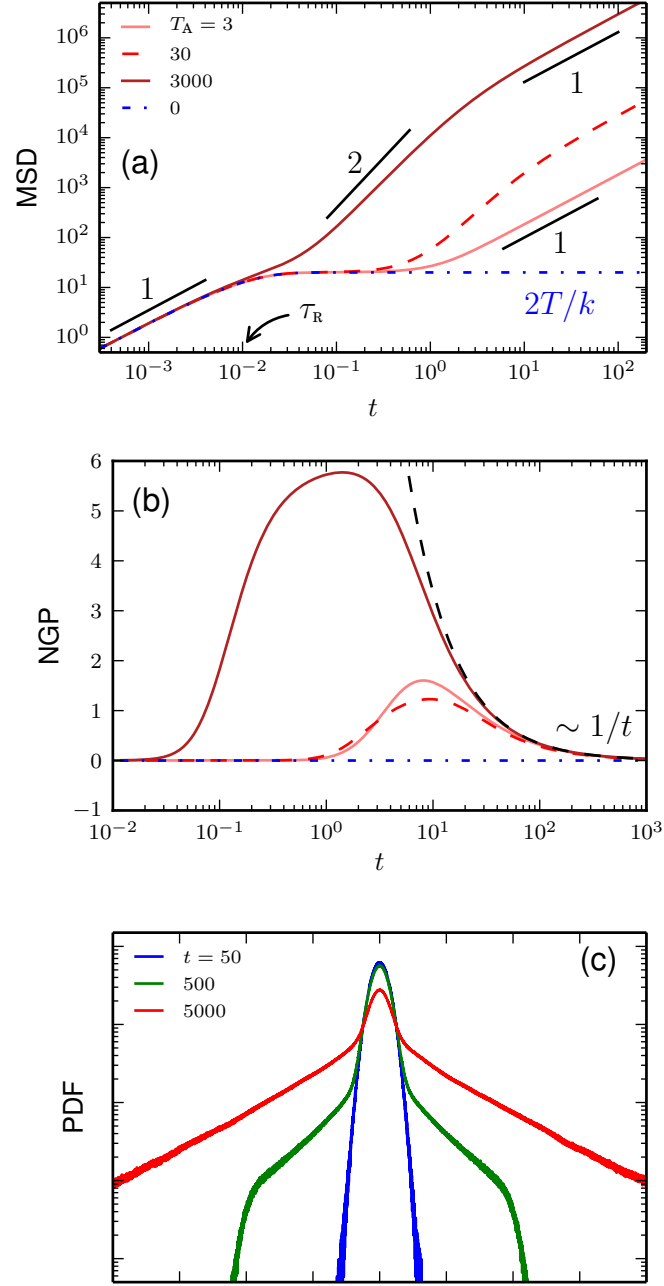 T_A = 3
30
3000
0
(a)
MSD
10^6
10^5
10^4
10^3
10^2
10^1
10^0
1
2
1
1
2T/k
τ_R
10^−3
10^−2
10^−1
10^0
10^1
10^2
t
(b)
NGP
6
5
4
3
2
1
0
−1
∼ 1/t
10^−2
10^−1
10^0
10^1
10^2
10^3
t
t = 50
500
5000
(c)
PDF